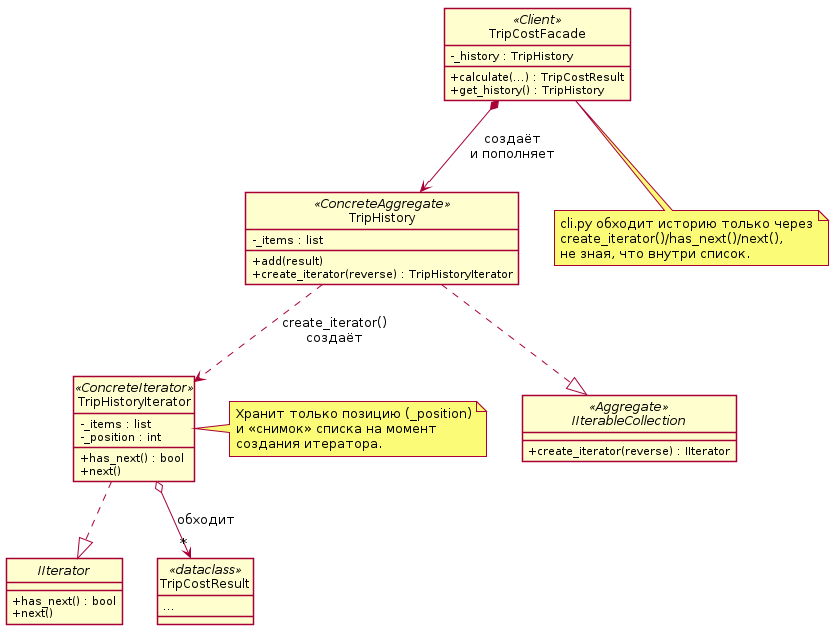 «Client»
TripCostFacade
-_history : TripHistory
+calculate(...) : TripCostResult
+get_history() : TripHistory
создаёт
и пополняет
cli.py обходит историю только через
create_iterator()/has_next()/next(),
не зная, что внутри список.
«ConcreteAggregate»
TripHistory
-_items : list
+add(result)
+create_iterator(reverse) : TripHistoryIterator
create_iterator()
создаёт
«ConcreteIterator»
TripHistoryIterator
-_items : list
-_position : int
+has_next() : bool
+next()
Хранит только позицию (_position)
и «снимок» списка на момент
создания итератора.
«Aggregate»
IIterableCollection
+create_iterator(reverse) : IIterator
обходит
*
IIterator
+has_next() : bool
+next()
«dataclass»
TripCostResult
...